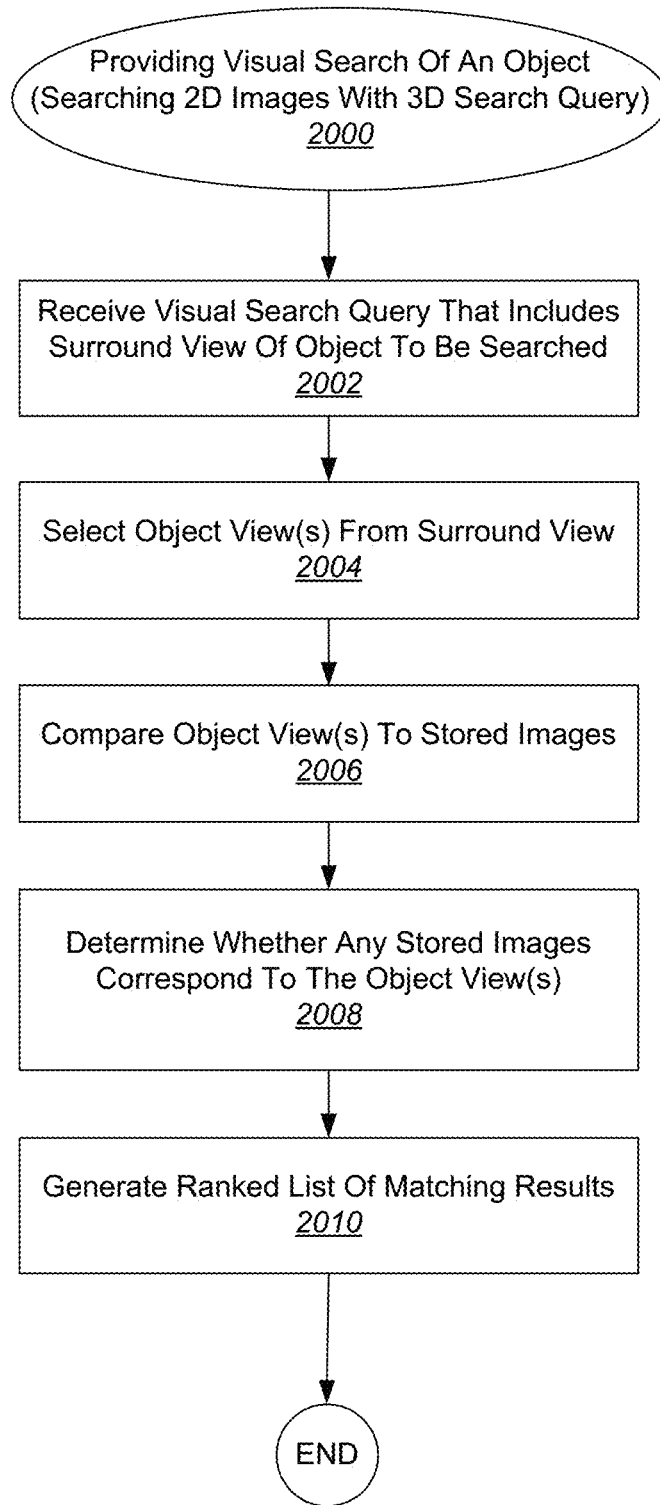 Providing Visual Search Of An Object
(Searching 2D Images With 3D Search Query)
2000
Receive Visual Search Query That Includes
Surround View Of Object To Be Searched
2002
Select Object View(s) From Surround View
2004
Compare Object View(s) To Stored Images
2006
Determine Whether Any Stored Images
Correspond To The Object View(s)
2008
Generate Ranked List Of Matching Results
2010
END